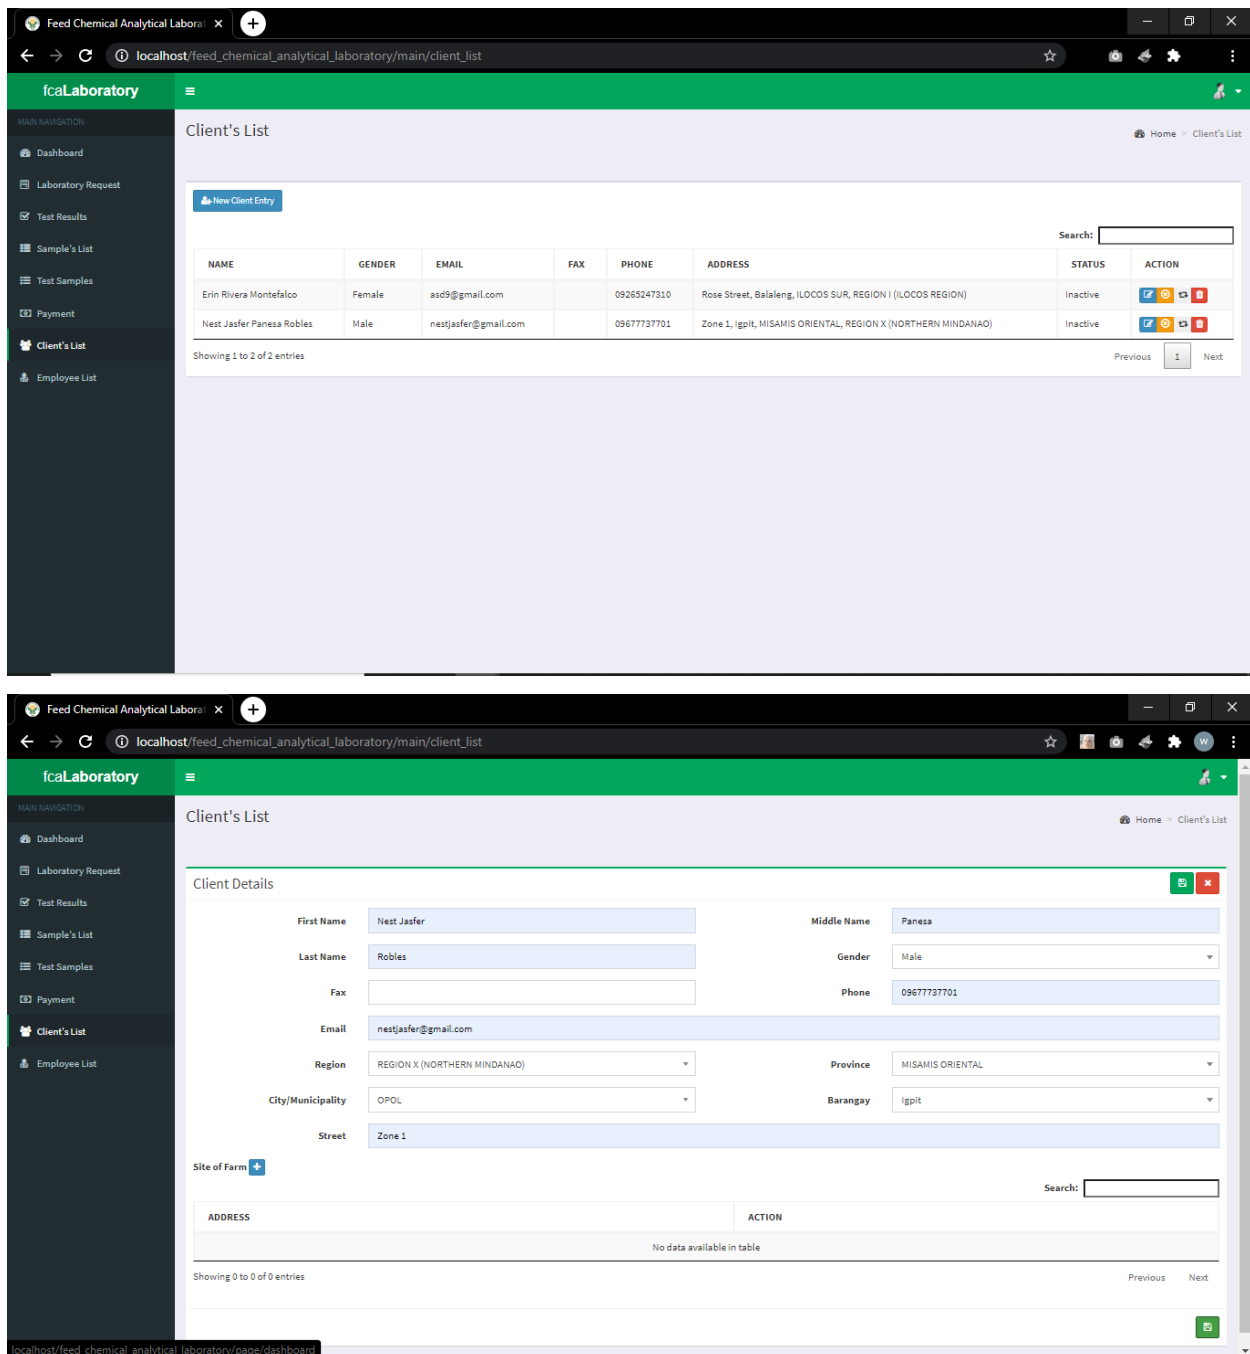 Feed Chemical Analytical Laborat
localhost/feed_chemical_analytical_laboratory/main/client_list
fcaLaboratory
MAIN NAVIGATION
Dashboard
Laboratory Request
Test Results
Sample's List
Test Samples
Payment
Client's List
Employee List
Client's List
Home > Client's List
New Client Entry
Search:
NAME GENDER EMAIL FAX PHONE ADDRESS STATUS ACTION
Erin Rivera Montefalco Female asd9@gmail.com 09265247310 Rose Street, Balaleng, ILOCOS SUR, REGION I (ILOCOS REGION) Inactive
Nest Jasfer Panesa Robles Male nestjasfer@gmail.com 09677737701 Zone 1, Igpit, MISAMIS ORIENTAL, REGION X (NORTHERN MINDANAO) Inactive
Showing 1 to 2 of 2 entries
Previous 1 Next
Feed Chemical Analytical Laborat
localhost/feed_chemical_analytical_laboratory/main/client_list
W
fcaLaboratory
MAIN NAVIGATION
Dashboard
Laboratory Request
Test Results
Sample's List
Test Samples
Payment
Client's List
Employee List
Client's List
Home > Client's List
Client Details
First Name Nest Jasfer Middle Name Panesa
Last Name Robles Gender Male
Fax Phone 09677737701
Email nestjasfer@gmail.com
Region REGION X (NORTHERN MINDANAO) Province MISAMIS ORIENTAL
City/Municipality OPOL Barangay Igpit
Street Zone 1
Site of Farm
Search:
ADDRESS ACTION
No data available in table
Showing 0 to 0 of 0 entries
Previous Next
localhost/feed_chemical_analytical_laboratory/page/dashboard